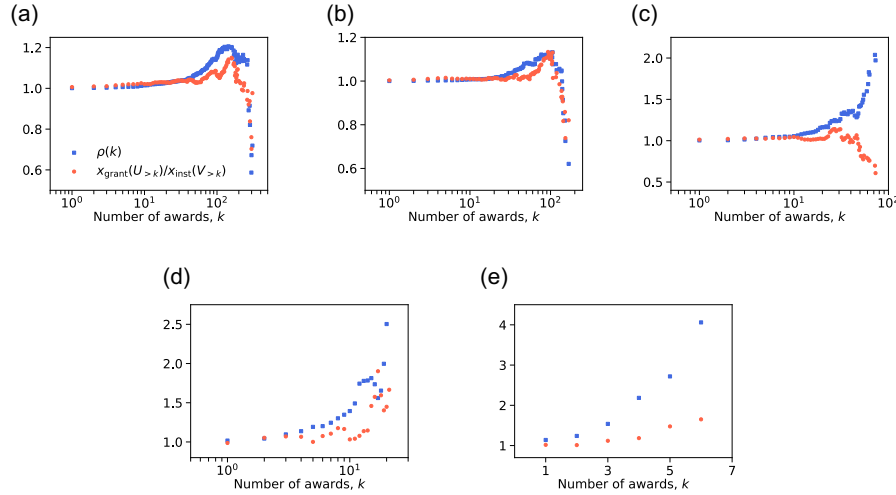 (a)
1.2
1.0
0.8
0.6
ρ(k)
x_grant(U_>k)/x_inst(V_>k)
10^0 10^1 10^2
Number of awards, k
(b)
1.2
1.0
0.8
0.6
10^0 10^1 10^2
Number of awards, k
(c)
2.0
1.5
1.0
0.5
10^0 10^1 10^2
Number of awards, k
(d)
2.5
2.0
1.5
1.0
10^0 10^1
Number of awards, k
(e)
4
3
2
1
1 3 5 7
Number of awards, k